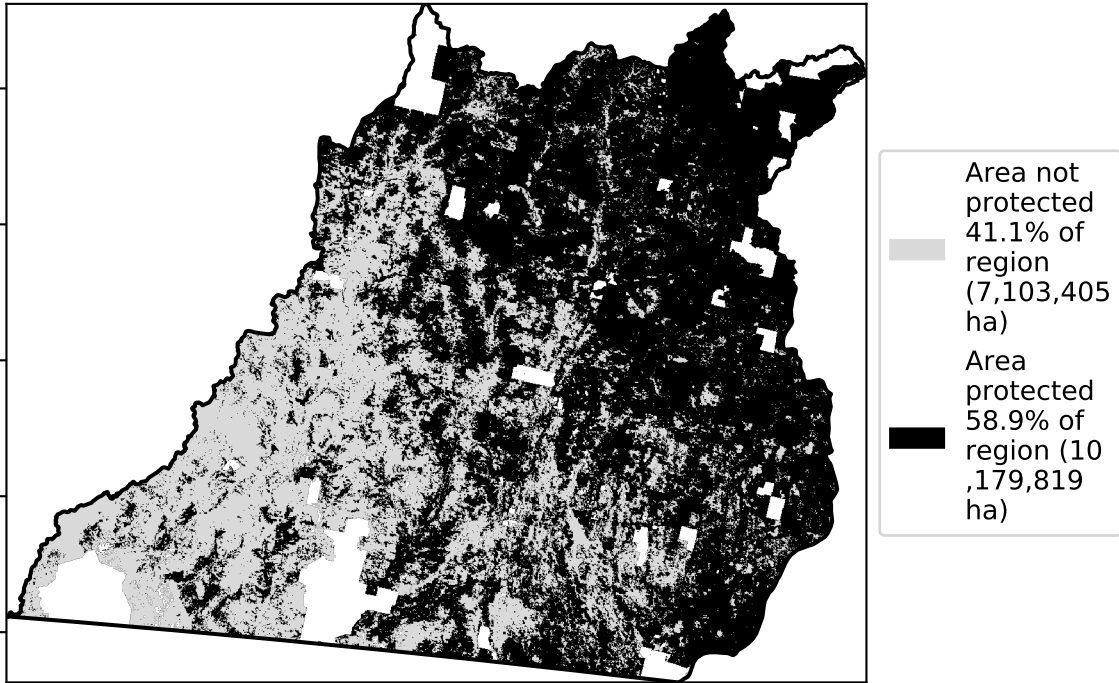 Area not
protected
41.1% of
region
(7,103,405
ha)
Area
protected
58.9% of
region (10
,179,819
ha)